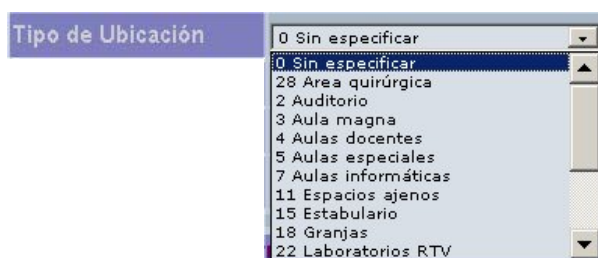 Tipo de Ubicación
0 Sin especificar
0 Sin especificar
28 Area quirúrgica
2 Auditorio
3 Aula magna
4 Aulas docentes
5 Aulas especiales
7 Aulas informáticas
11 Espacios ajenos
15 Estabulario
18 Granjas
22 Laboratorios RTV